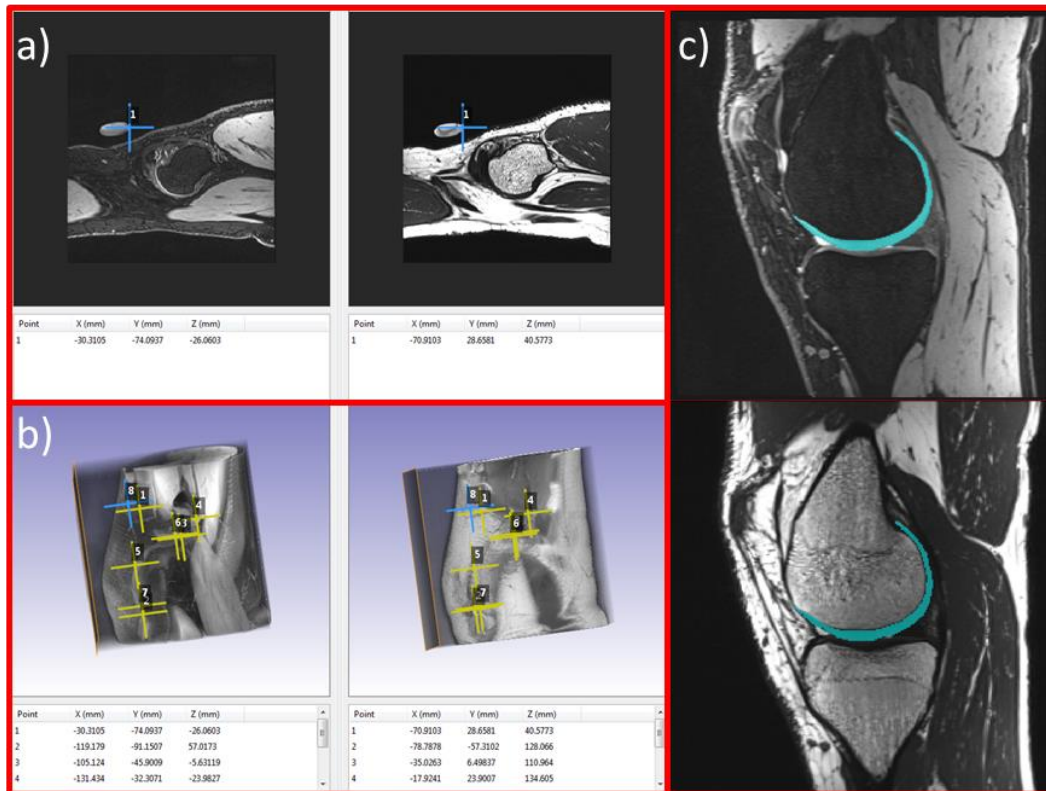 a)
1
1
Point X (mm) Y (mm) Z (mm)
1 -30.3105 -74.0937 -26.0603
Point X (mm) Y (mm) Z (mm)
1 -70.9103 28.6581 40.5773
b)
8 1 4
63
5
7
8 1 4
6
5
7
Point X (mm) Y (mm) Z (mm)
1 -30.3105 -74.0937 -26.0603
2 -119.179 -91.1507 57.0173
3 -105.124 -45.9009 -5.63119
4 -131.434 -32.3071 -23.9827
Point X (mm) Y (mm) Z (mm)
1 -70.9103 28.6581 40.5773
2 -78.7878 -57.3102 128.066
3 -35.0263 6.49837 110.964
4 -17.9241 23.9007 134.605
c)